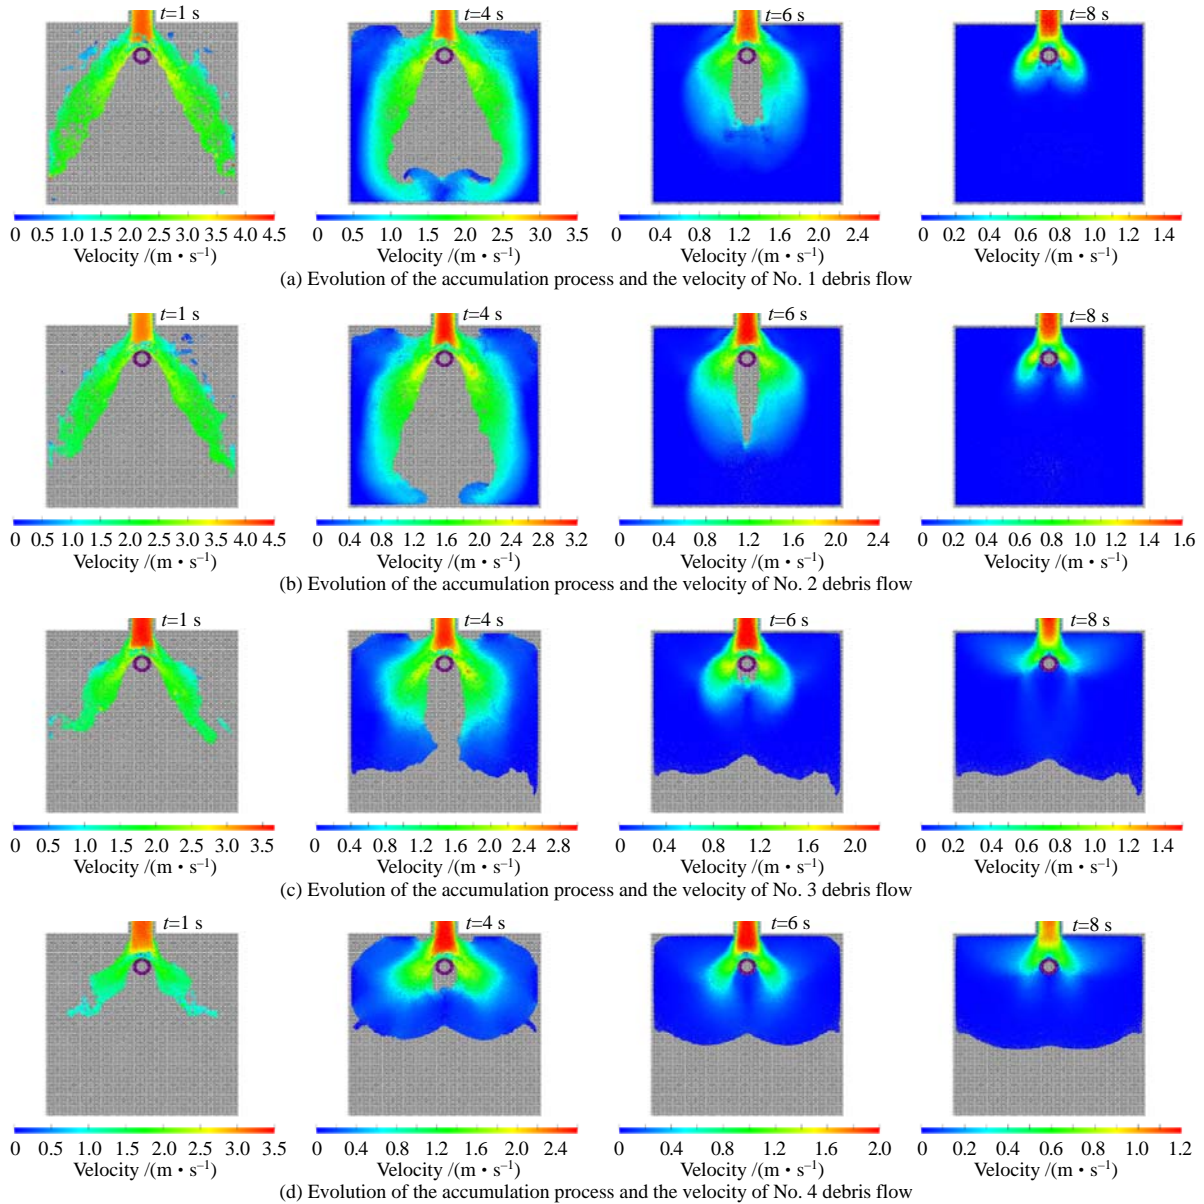 t=1 s t=4 s t=6 s t=8 s
0 0.5 1.0 1.5 2.0 2.5 3.0 3.5 4.0 4.5 0 0.5 1.0 1.5 2.0 2.5 3.0 3.5 0 0.4 0.8 1.2 1.6 2.0 2.4 0 0.2 0.4 0.6 0.8 1.0 1.2 1.4
Velocity /(m · s⁻¹) Velocity /(m · s⁻¹) Velocity /(m · s⁻¹) Velocity /(m · s⁻¹)
(a) Evolution of the accumulation process and the velocity of No. 1 debris flow
t=1 s t=4 s t=6 s t=8 s
0 0.5 1.0 1.5 2.0 2.5 3.0 3.5 4.0 4.5 0 0.4 0.8 1.2 1.6 2.0 2.4 2.8 3.2 0 0.4 0.8 1.2 1.6 2.0 2.4 0 0.2 0.4 0.6 0.8 1.0 1.2 1.4 1.6
Velocity /(m · s⁻¹) Velocity /(m · s⁻¹) Velocity /(m · s⁻¹) Velocity /(m · s⁻¹)
(b) Evolution of the accumulation process and the velocity of No. 2 debris flow
t=1 s t=4 s t=6 s t=8 s
0 0.5 1.0 1.5 2.0 2.5 3.0 3.5 0 0.4 0.8 1.2 1.6 2.0 2.4 2.8 0 0.4 0.8 1.2 1.6 2.0 0 0.2 0.4 0.6 0.8 1.0 1.2 1.4
Velocity /(m · s⁻¹) Velocity /(m · s⁻¹) Velocity /(m · s⁻¹) Velocity /(m · s⁻¹)
(c) Evolution of the accumulation process and the velocity of No. 3 debris flow
t=1 s t=4 s t=6 s t=8 s
0 0.5 1.0 1.5 2.0 2.5 3.0 3.5 0 0.4 0.8 1.2 1.6 2.0 2.4 0 0.4 0.8 1.2 1.6 2.0 0 0.2 0.4 0.6 0.8 1.0 1.2
Velocity /(m · s⁻¹) Velocity /(m · s⁻¹) Velocity /(m · s⁻¹) Velocity /(m · s⁻¹)
(d) Evolution of the accumulation process and the velocity of No. 4 debris flow